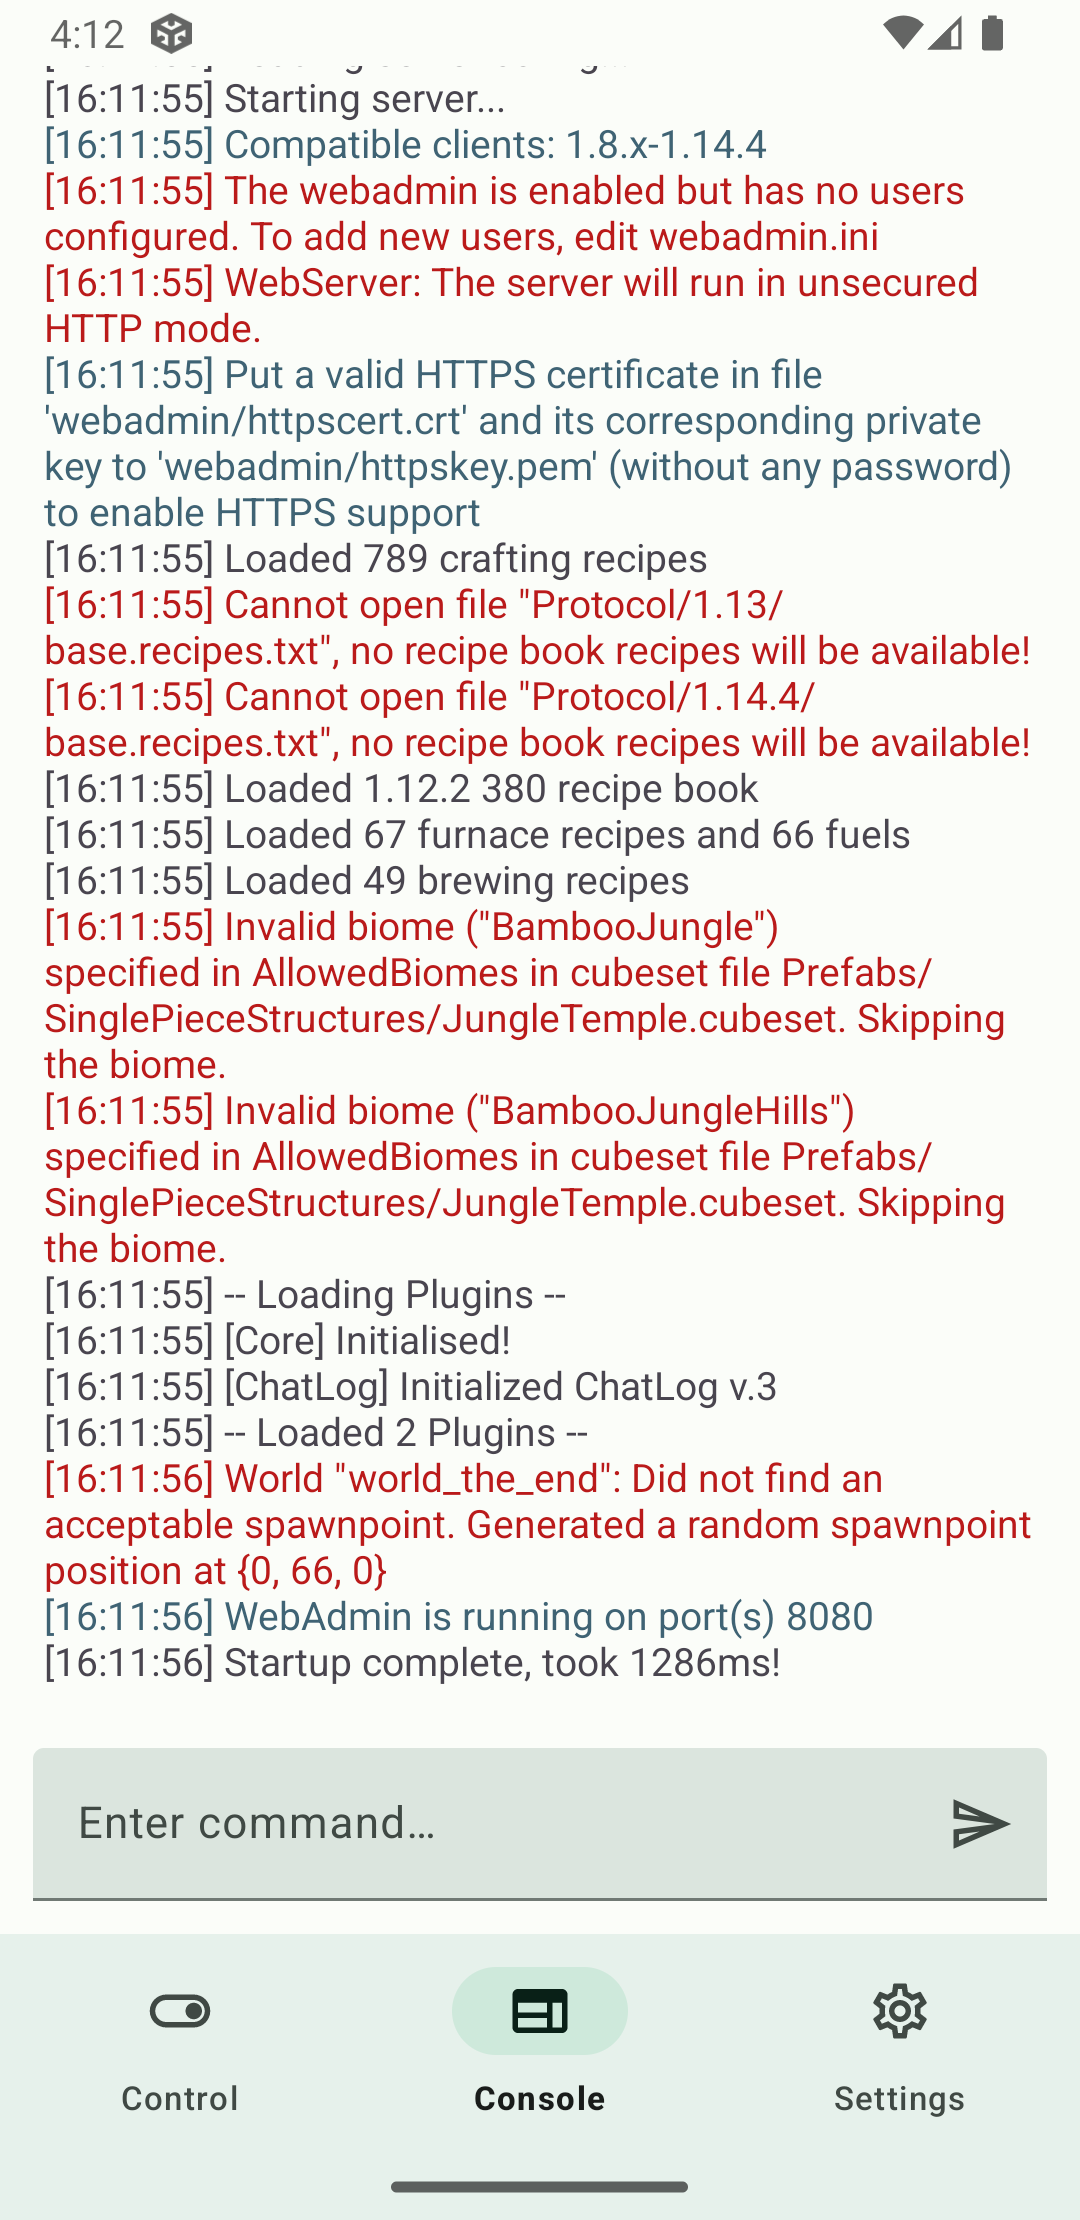 4:12
[16:11:55] Starting server...
[16:11:55] Compatible clients: 1.8.x-1.14.4
[16:11:55] The webadmin is enabled but has no users
configured. To add new users, edit webadmin.ini
[16:11:55] WebServer: The server will run in unsecured
HTTP mode.
[16:11:55] Put a valid HTTPS certificate in file
'webadmin/httpscert.crt' and its corresponding private
key to 'webadmin/httpskey.pem' (without any password)
to enable HTTPS support
[16:11:55] Loaded 789 crafting recipes
[16:11:55] Cannot open file "Protocol/1.13/
base.recipes.txt", no recipe book recipes will be available!
[16:11:55] Cannot open file "Protocol/1.14.4/
base.recipes.txt", no recipe book recipes will be available!
[16:11:55] Loaded 1.12.2 380 recipe book
[16:11:55] Loaded 67 furnace recipes and 66 fuels
[16:11:55] Loaded 49 brewing recipes
[16:11:55] Invalid biome ("BambooJungle")
specified in AllowedBiomes in cubeset file Prefabs/
SinglePieceStructures/JungleTemple.cubeset. Skipping
the biome.
[16:11:55] Invalid biome ("BambooJungleHills")
specified in AllowedBiomes in cubeset file Prefabs/
SinglePieceStructures/JungleTemple.cubeset. Skipping
the biome.
[16:11:55] -- Loading Plugins --
[16:11:55] [Core] Initialised!
[16:11:55] [ChatLog] Initialized ChatLog v.3
[16:11:55] -- Loaded 2 Plugins --
[16:11:56] World "world_the_end": Did not find an
acceptable spawnpoint. Generated a random spawnpoint
position at {0, 66, 0}
[16:11:56] WebAdmin is running on port(s) 8080
[16:11:56] Startup complete, took 1286ms!
Enter command…
Control
Console
Settings